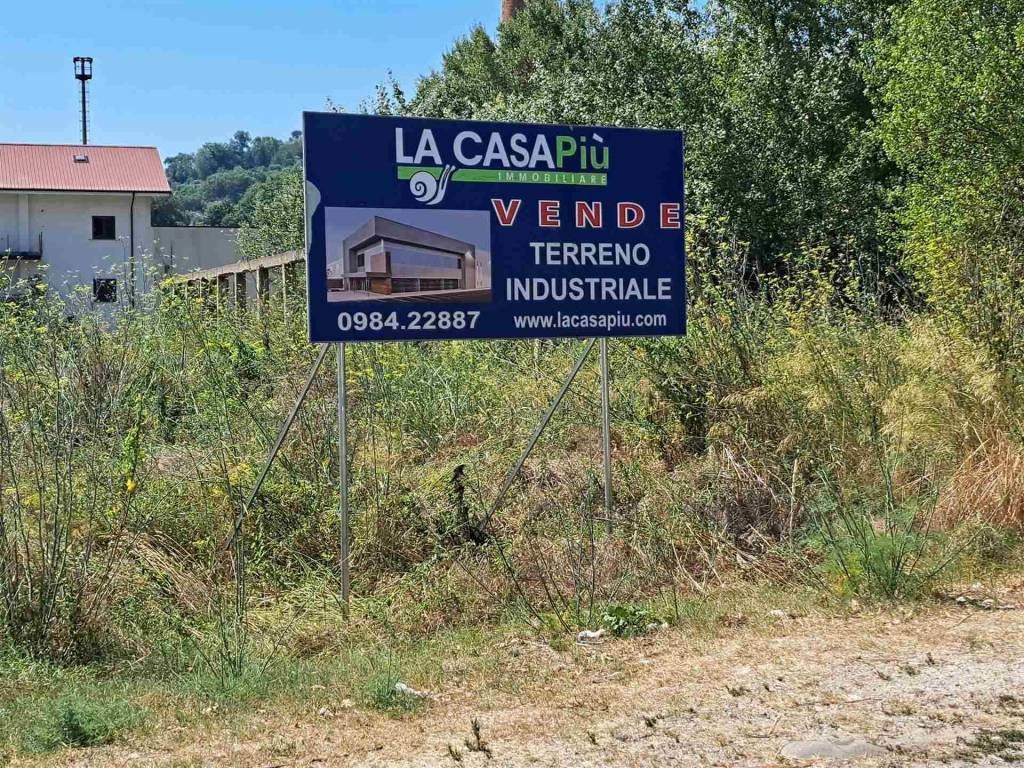 LA CASAPiù
IMMOBILIARE
VENDE
TERRENO
INDUSTRIALE
0984.22887
www.lacasapiu.com